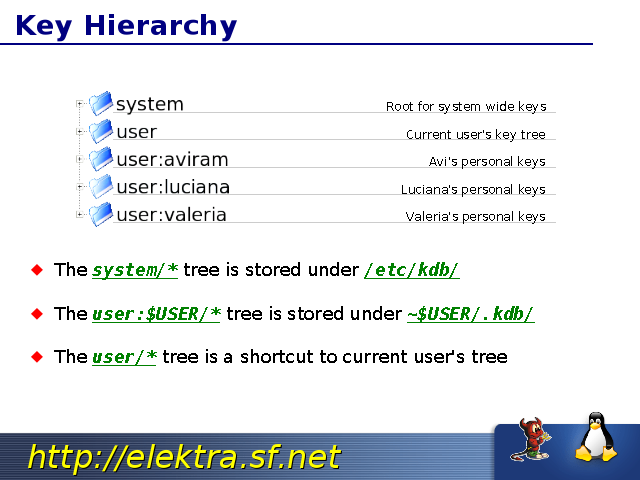 Key Hierarchy
system Root for system wide keys
user Current user's key tree
user:aviram Avi's personal keys
user:luciana Luciana's personal keys
user:valeria Valeria's personal keys
The system/* tree is stored under /etc/kdb/
The user:$USER/* tree is stored under ~$USER/.kdb/
The user/* tree is a shortcut to current user's tree
http://elektra.sf.net